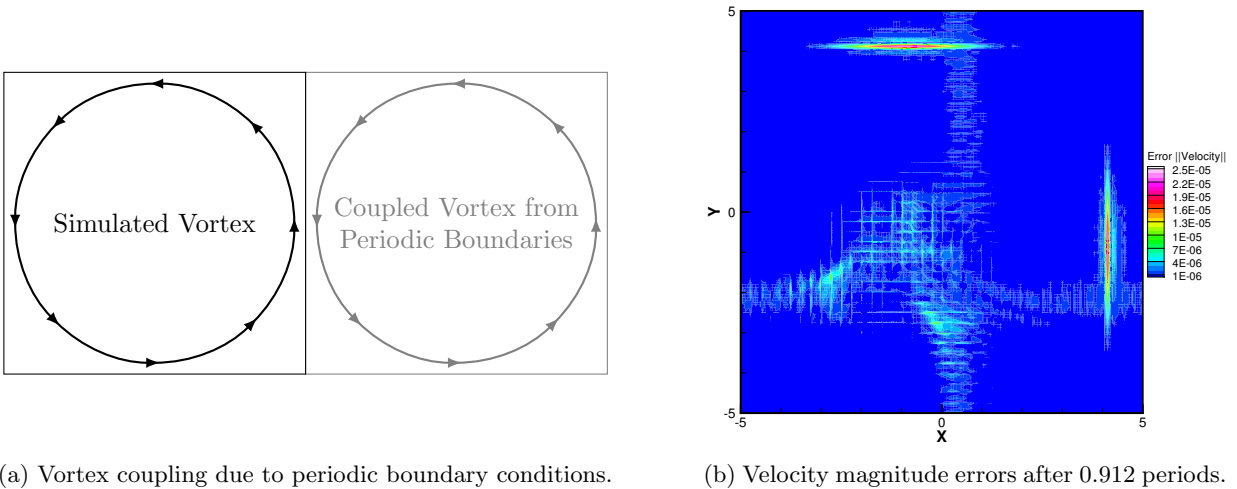 Simulated Vortex
Coupled Vortex from
Periodic Boundaries
5
Y
0
-5
-5
0
5
X
Error ||Velocity||
2.5E-05
2.2E-05
1.9E-05
1.6E-05
1.3E-05
1E-05
7E-06
4E-06
1E-06
(a) Vortex coupling due to periodic boundary conditions.
(b) Velocity magnitude errors after 0.912 periods.